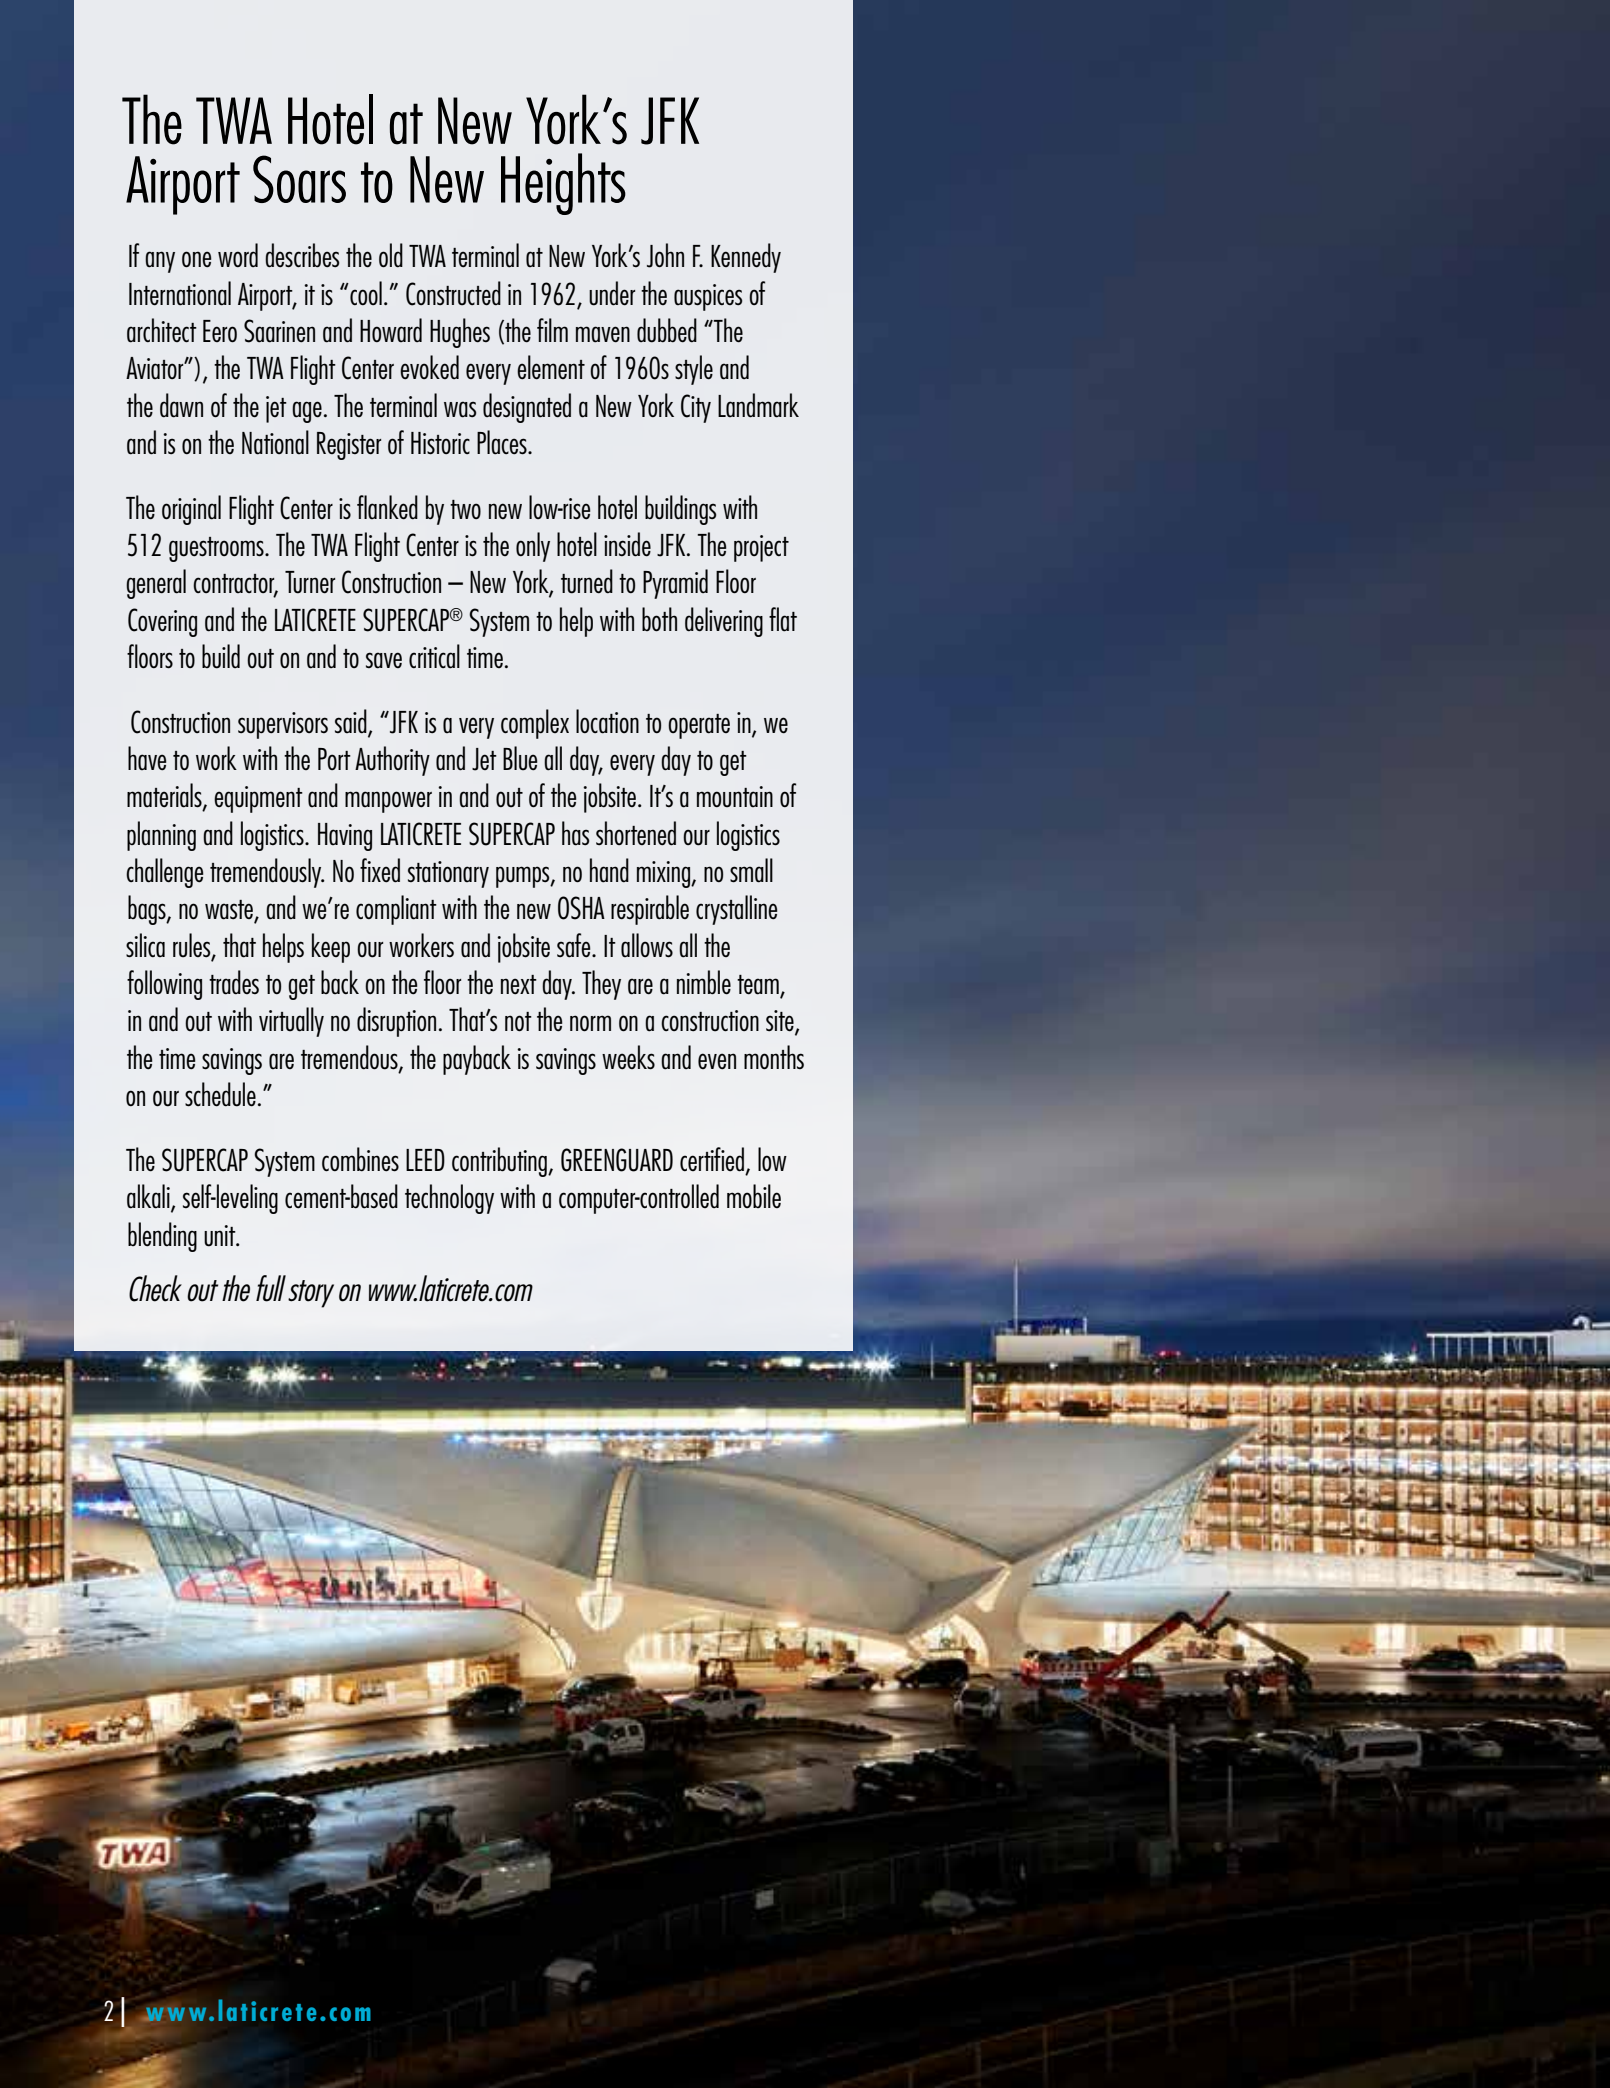 The TWA Hotel at New York’s JFK
Airport Soars to New Heights
If any one word describes the old TWA terminal at New York’s John F. Kennedy
International Airport, it is “cool.” Constructed in 1962, under the auspices of
architect Eero Saarinen and Howard Hughes (the film maven dubbed “The
Aviator”), the TWA Flight Center evoked every element of 1960s style and
the dawn of the jet age. The terminal was designated a New York City Landmark
and is on the National Register of Historic Places.
The original Flight Center is flanked by two new low-rise hotel buildings with
512 guestrooms. The TWA Flight Center is the only hotel inside JFK. The project
general contractor, Turner Construction – New York, turned to Pyramid Floor
Covering and the LATICRETE SUPERCAP® System to help with both delivering flat
floors to build out on and to save critical time.
Construction supervisors said, “JFK is a very complex location to operate in, we
have to work with the Port Authority and Jet Blue all day, every day to get
materials, equipment and manpower in and out of the jobsite. It’s a mountain of
planning and logistics. Having LATICRETE SUPERCAP has shortened our logistics
challenge tremendously. No fixed stationary pumps, no hand mixing, no small
bags, no waste, and we’re compliant with the new OSHA respirable crystalline
silica rules, that helps keep our workers and jobsite safe. It allows all the
following trades to get back on the floor the next day. They are a nimble team,
in and out with virtually no disruption. That’s not the norm on a construction site,
the time savings are tremendous, the payback is savings weeks and even months
on our schedule.”
The SUPERCAP System combines LEED contributing, GREENGUARD certified, low
alkali, self-leveling cement-based technology with a computer-controlled mobile
blending unit.
Check out the full story on www.laticrete.com
TWA
2| www.laticrete.com